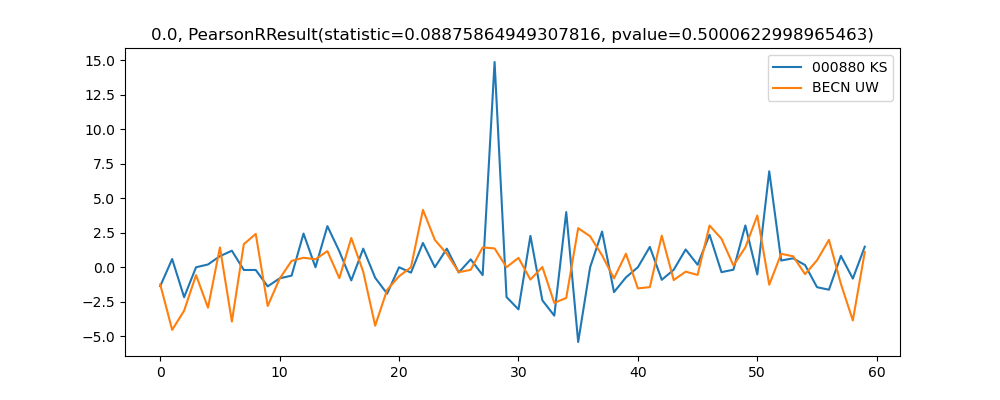 0.0, PearsonRResult(statistic=0.08875864949307816, pvalue=0.5000622998965463)
15.0
12.5
10.0
7.5
5.0
2.5
0.0
−2.5
−5.0
000880 KS
BECN UW
0 10 20 30 40 50 60